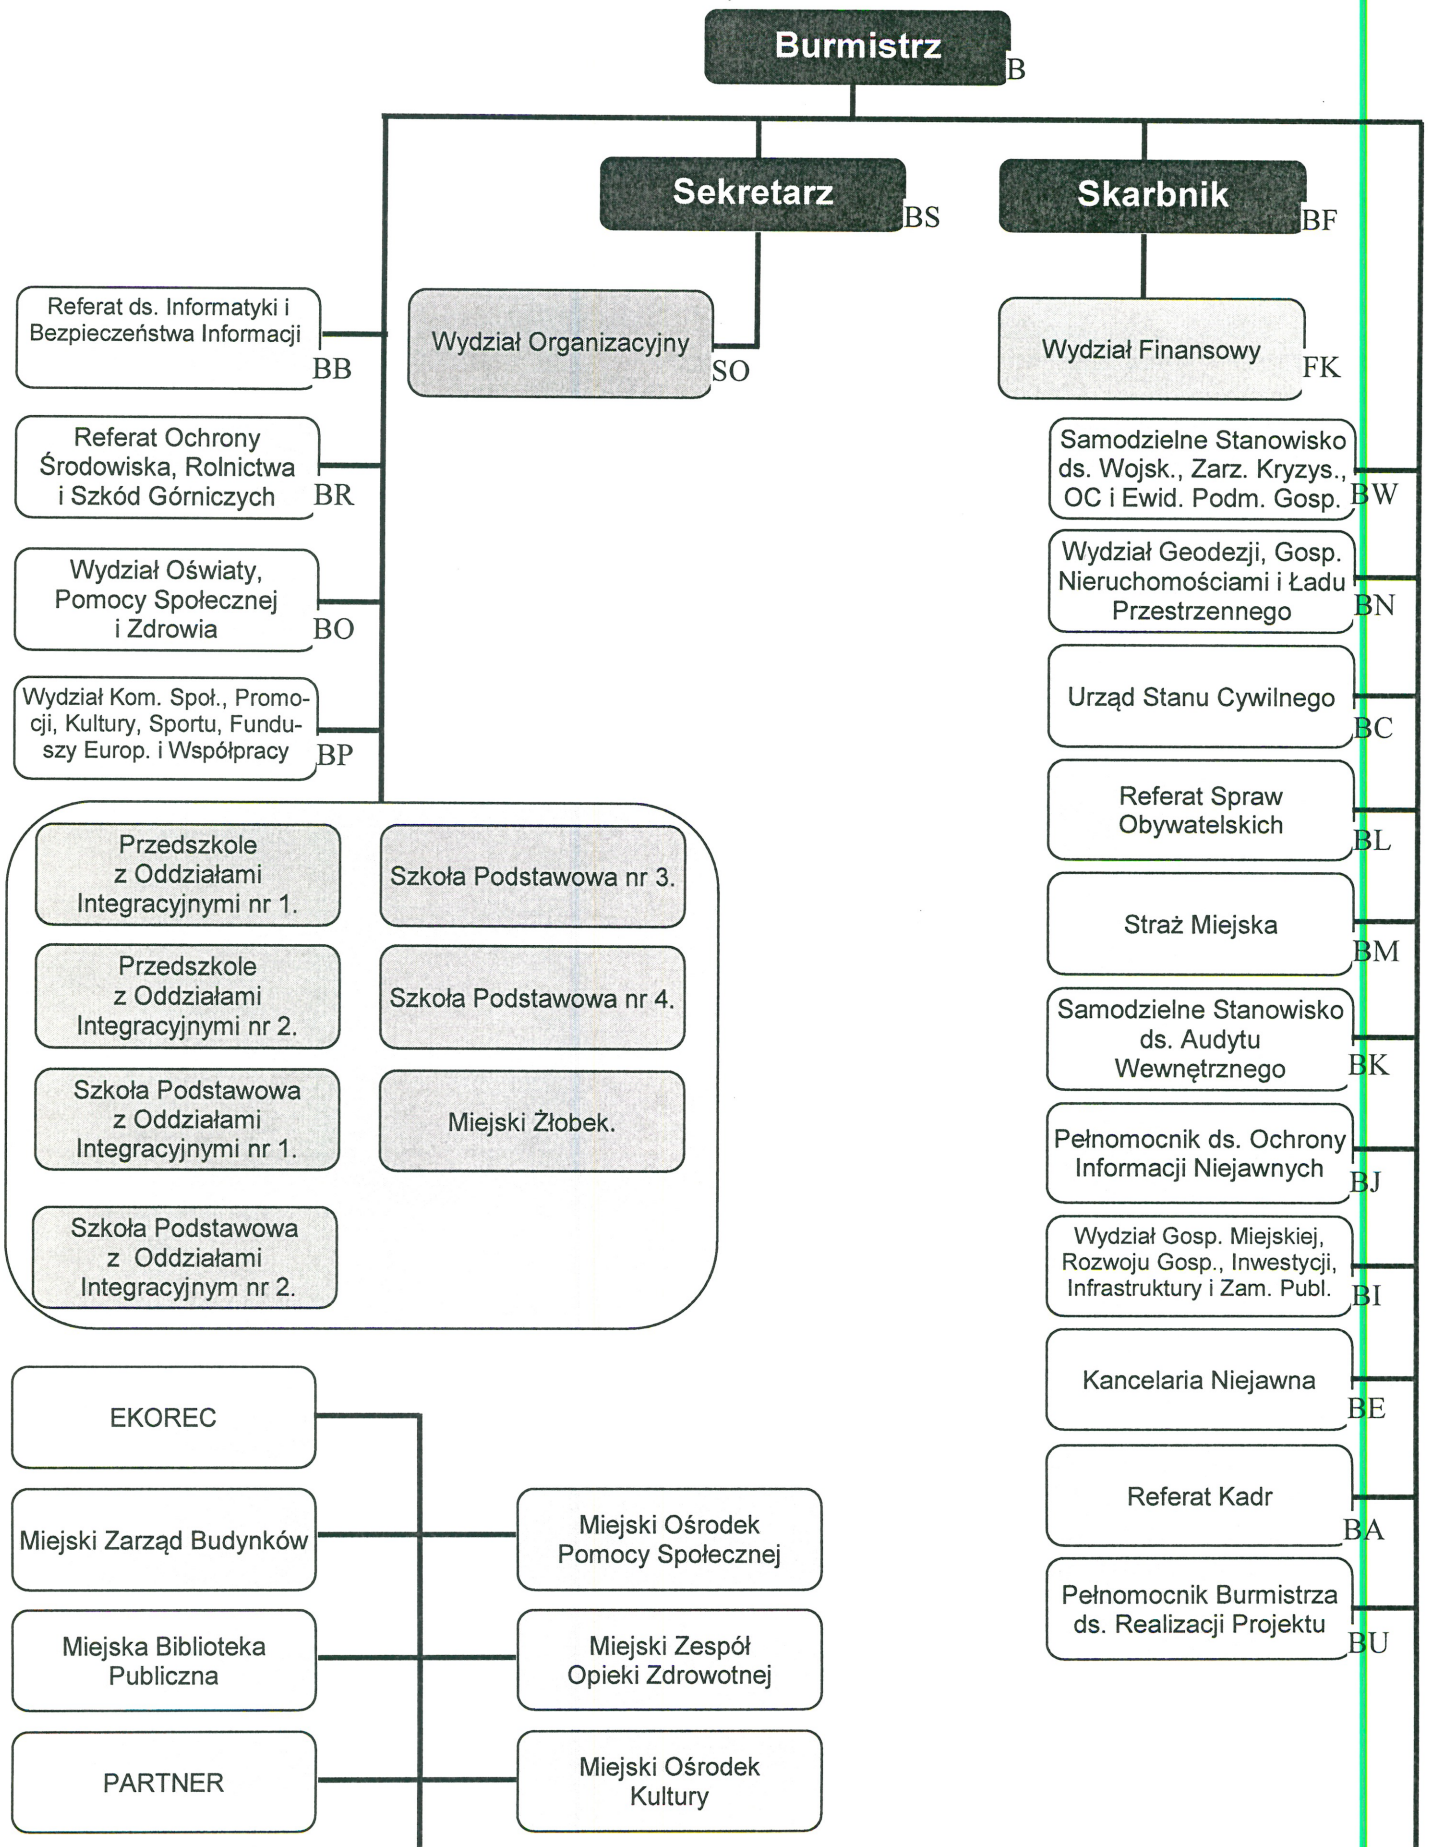 Burmistrz
B
Sekretarz
BS
Skarbnik
BF
Referat ds. Informatyki i
Bezpieczeństwa Informacji
BB
Wydział Organizacyjny
SO
Wydział Finansowy
FK
Referat Ochrony
Środowiska, Rolnictwa
i Szkód Górniczych
BR
Wydział Oświaty,
Pomocy Społecznej
i Zdrowia
BO
Wydział Kom. Społ., Promo-
cji, Kultury, Sportu, Fundu-
szy Europ. i Współpracy
BP
Przedszkole
z Oddziałami
Integracyjnymi nr 1.
Szkoła Podstawowa nr 3.
Przedszkole
z Oddziałami
Integracyjnymi nr 2.
Szkoła Podstawowa nr 4.
Szkoła Podstawowa
z Oddziałami
Integracyjnymi nr 1.
Miejski Żłobek.
Szkoła Podstawowa
z Oddziałami
Integracyjnym nr 2.
Samodzielne Stanowisko
ds. Wojsk., Zarz. Kryzys.,
OC i Ewid. Podm. Gosp.
BW
Wydział Geodezji, Gosp.
Nieruchomościami i Ładu
Przestrzennego
BN
Urząd Stanu Cywilnego
BC
Referat Spraw
Obywatelskich
BL
Straż Miejska
BM
Samodzielne Stanowisko
ds. Audytu
Wewnętrznego
BK
Pełnomocnik ds. Ochrony
Informacji Niejawnych
BJ
Wydział Gosp. Miejskiej,
Rozwoju Gosp., Inwestycji,
Infrastruktury i Zam. Publ.
BI
Kancelaria Niejawna
BE
Referat Kadr
BA
Pełnomocnik Burmistrza
ds. Realizacji Projektu
BU
EKOREC
Miejski Zarząd Budynków
Miejski Ośrodek
Pomocy Społecznej
Miejska Biblioteka
Publiczna
Miejski Zespół
Opieki Zdrowotnej
PARTNER
Miejski Ośrodek
Kultury